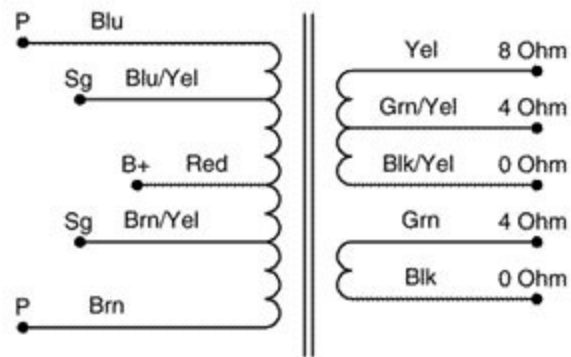 P Blu
Sg Blu/Yel
B+ Red
Sg Brn/Yel
P Brn
Yel 8 Ohm
Grn/Yel 4 Ohm
Blk/Yel 0 Ohm
Grn 4 Ohm
Blk 0 Ohm